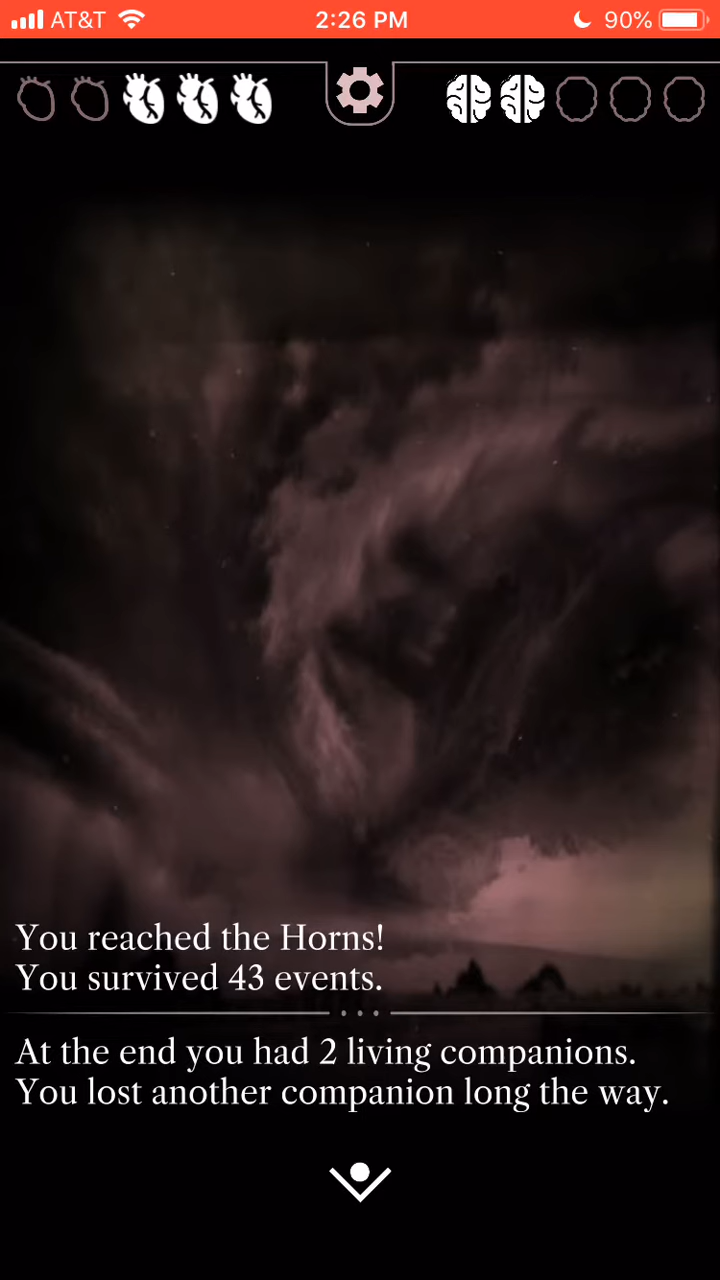 AT&T 2:26 PM 90%
You reached the Horns!
You survived 43 events.
At the end you had 2 living companions.
You lost another companion long the way.